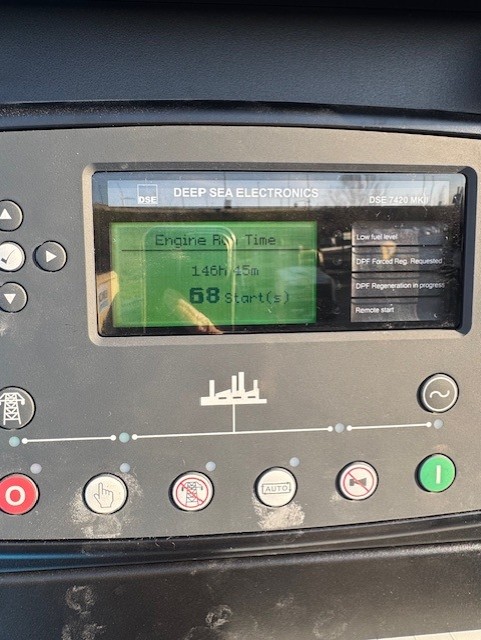 DSE
DEEP SEA ELECTRONICS
DSE 7420 MKII
Engine Run Time
146h 15m
68 Start(s)
Low fuel level
DPF Forced Reg. Requested
DPF Regeneration in progress
Remote start
AUTO